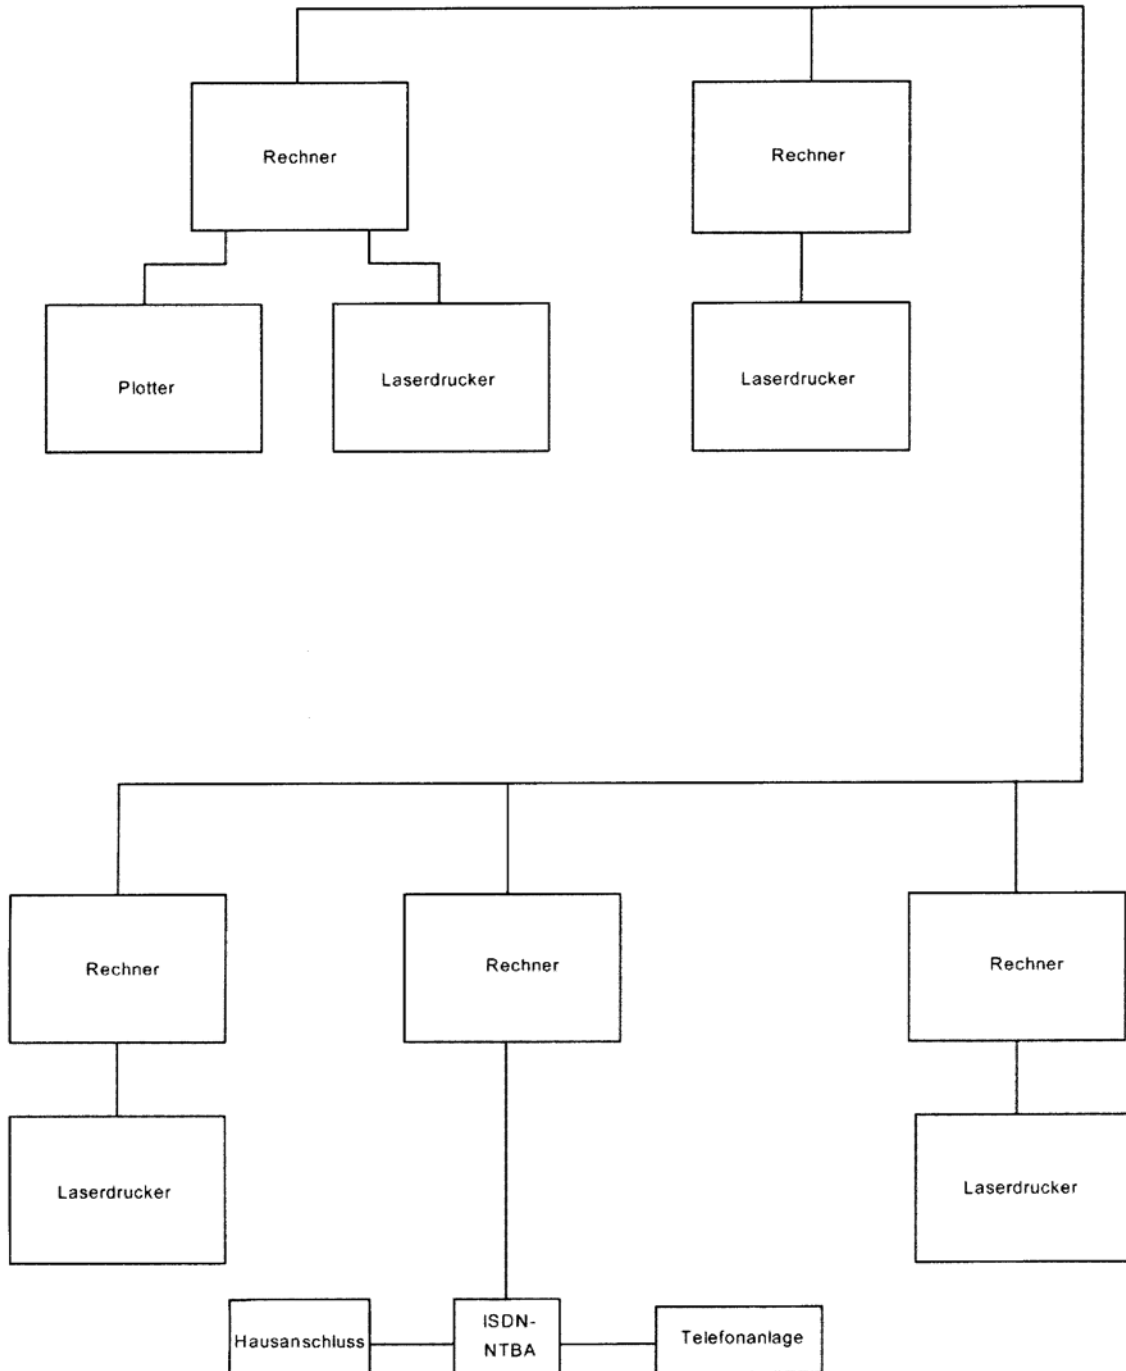 Rechner
Rechner
Plotter
Laserdrucker
Laserdrucker
Rechner
Rechner
Rechner
Laserdrucker
Laserdrucker
Hausanschluss
ISDN-
NTBA
Telefonanlage